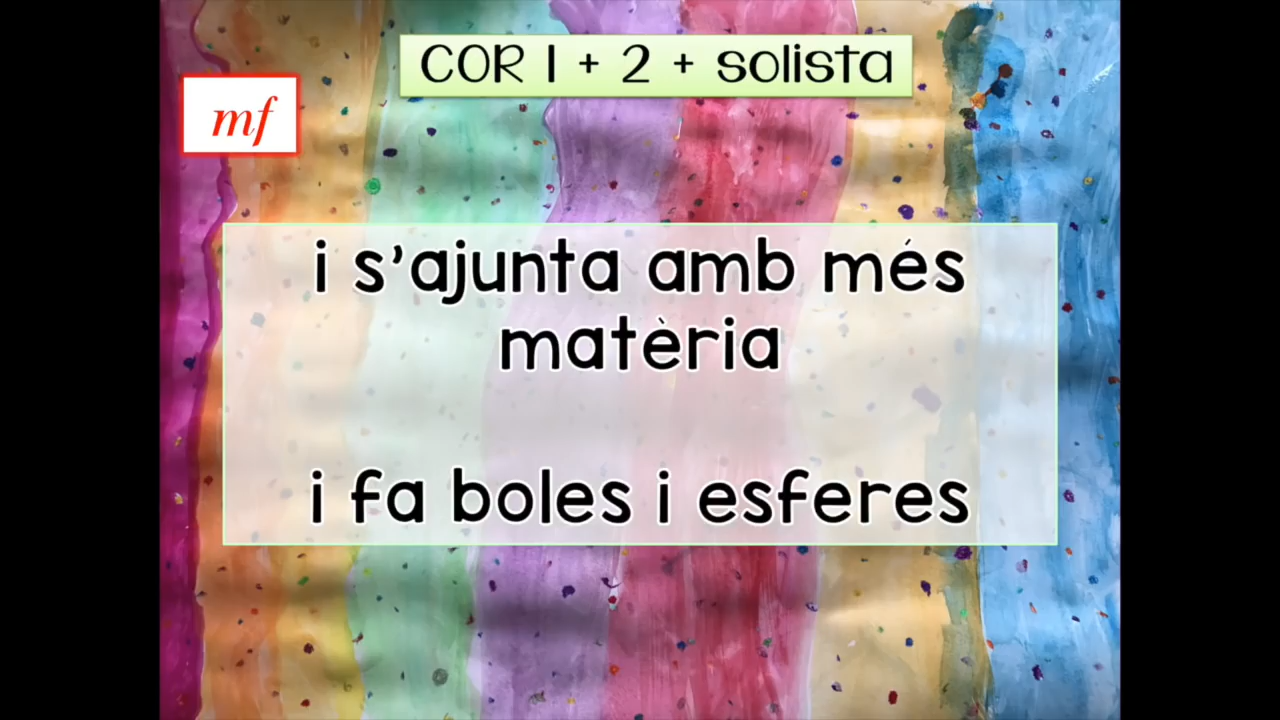 COR 1 + 2 + solista
mf
i s'ajunta amb més
matèria
i fa boles i esferes